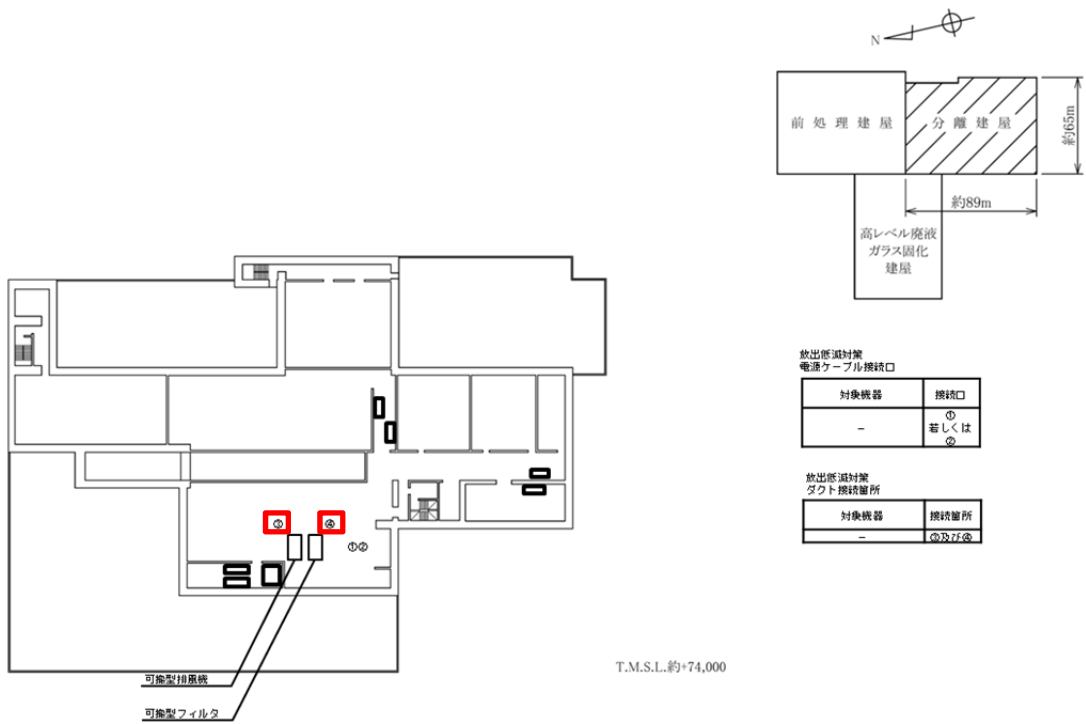 N
前処理建屋
分離建屋
約65m
約89m
高レベル廃液
ガラス固化
建屋
放出低減対策
電源ケーブル接続口
対象機器
接続口
－
①
若しくは
②
放出低減対策
ダクト接続箇所
対象機器
接続箇所
－
③及び④
③
④
①②
T.M.S.L.約+74,000
可搬型排風機
可搬型フィルタ